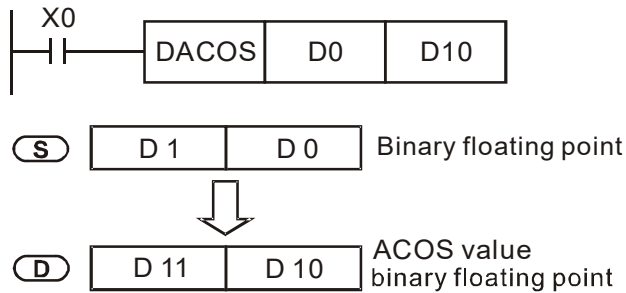 X0
DACOS D0 D10
S D 1 D 0 Binary floating point
D D 11 D 10 ACOS value
binary floating point